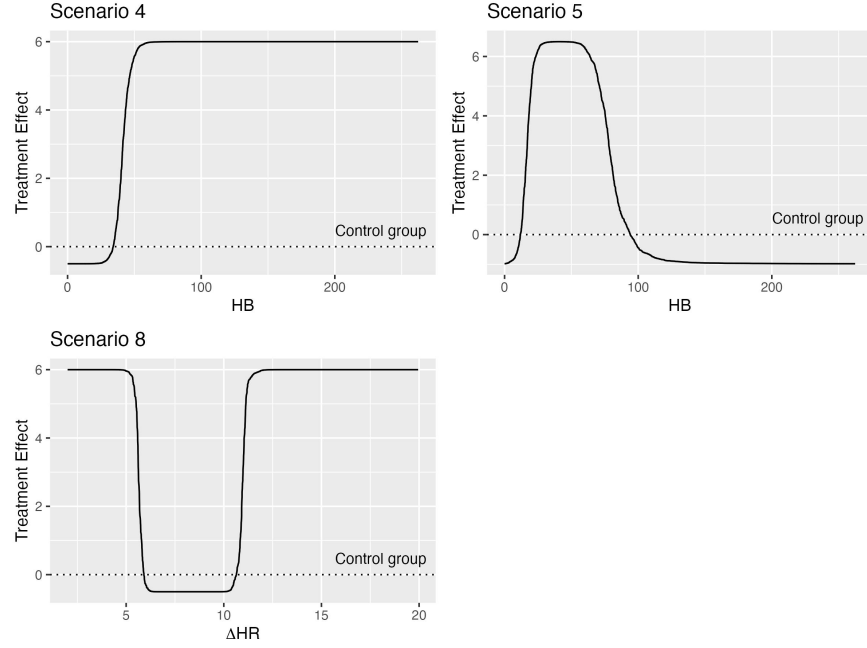 Scenario 4
Treatment Effect
6
4
2
0
Control group
0
100
200
HB
Scenario 5
Treatment Effect
6
4
2
0
Control group
0
100
200
HB
Scenario 8
Treatment Effect
6
4
2
0
Control group
5
10
15
20
ΔHR